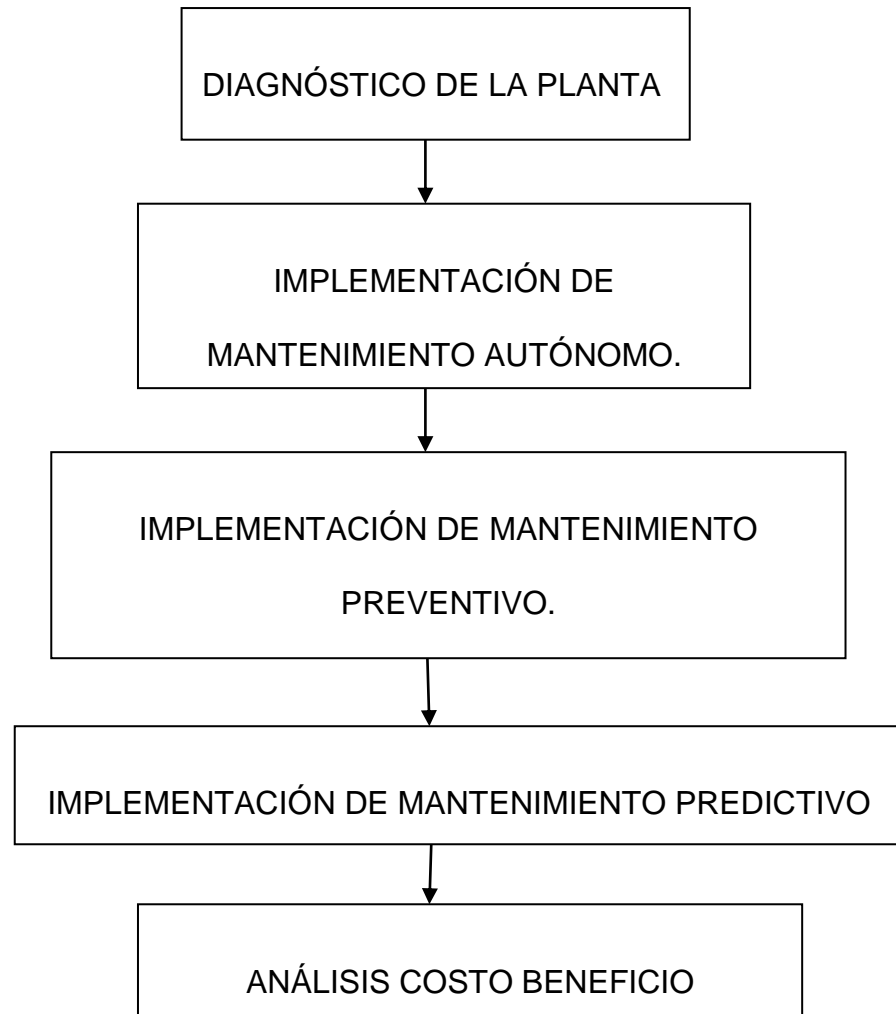 DIAGNÓSTICO DE LA PLANTA
IMPLEMENTACIÓN DE
MANTENIMIENTO AUTÓNOMO.
IMPLEMENTACIÓN DE MANTENIMIENTO
PREVENTIVO.
IMPLEMENTACIÓN DE MANTENIMIENTO PREDICTIVO
ANÁLISIS COSTO BENEFICIO